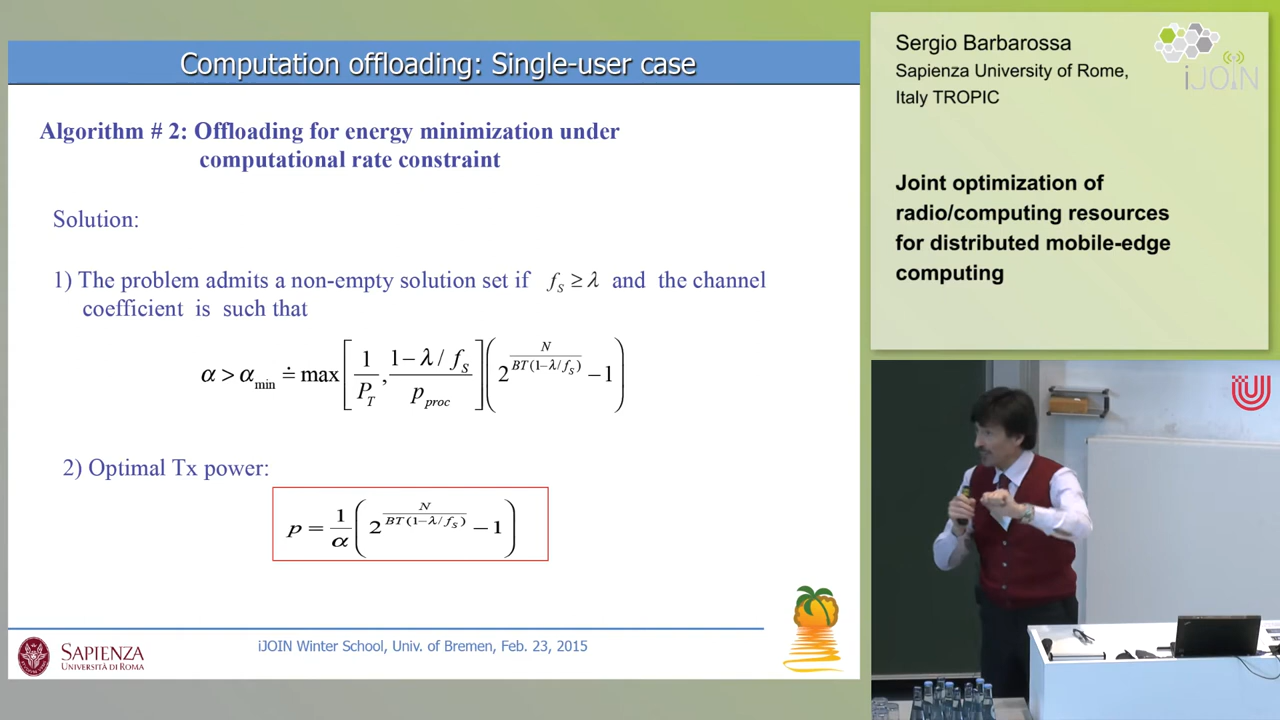 Computation offloading: Single-user case
Algorithm # 2: Offloading for energy minimization under
computational rate constraint
Solution:
1) The problem admits a non-empty solution set if f_S ≥ λ and the channel
coefficient is such that
α > α_min ≐ max [ 1/P_T , (1 − λ / f_S)/p_proc ] ( 2^{N/(BT(1−λ/f_S))} − 1 )
2) Optimal Tx power:
p = 1/α ( 2^{N/(BT(1−λ/f_S))} − 1 )
iJOIN Winter School, Univ. of Bremen, Feb. 23, 2015
SAPIENZA
UNIVERSITÀ DI ROMA
Sergio Barbarossa
Sapienza University of Rome,
Italy TROPIC
iJOIN
Joint optimization of
radio/computing resources
for distributed mobile-edge
computing